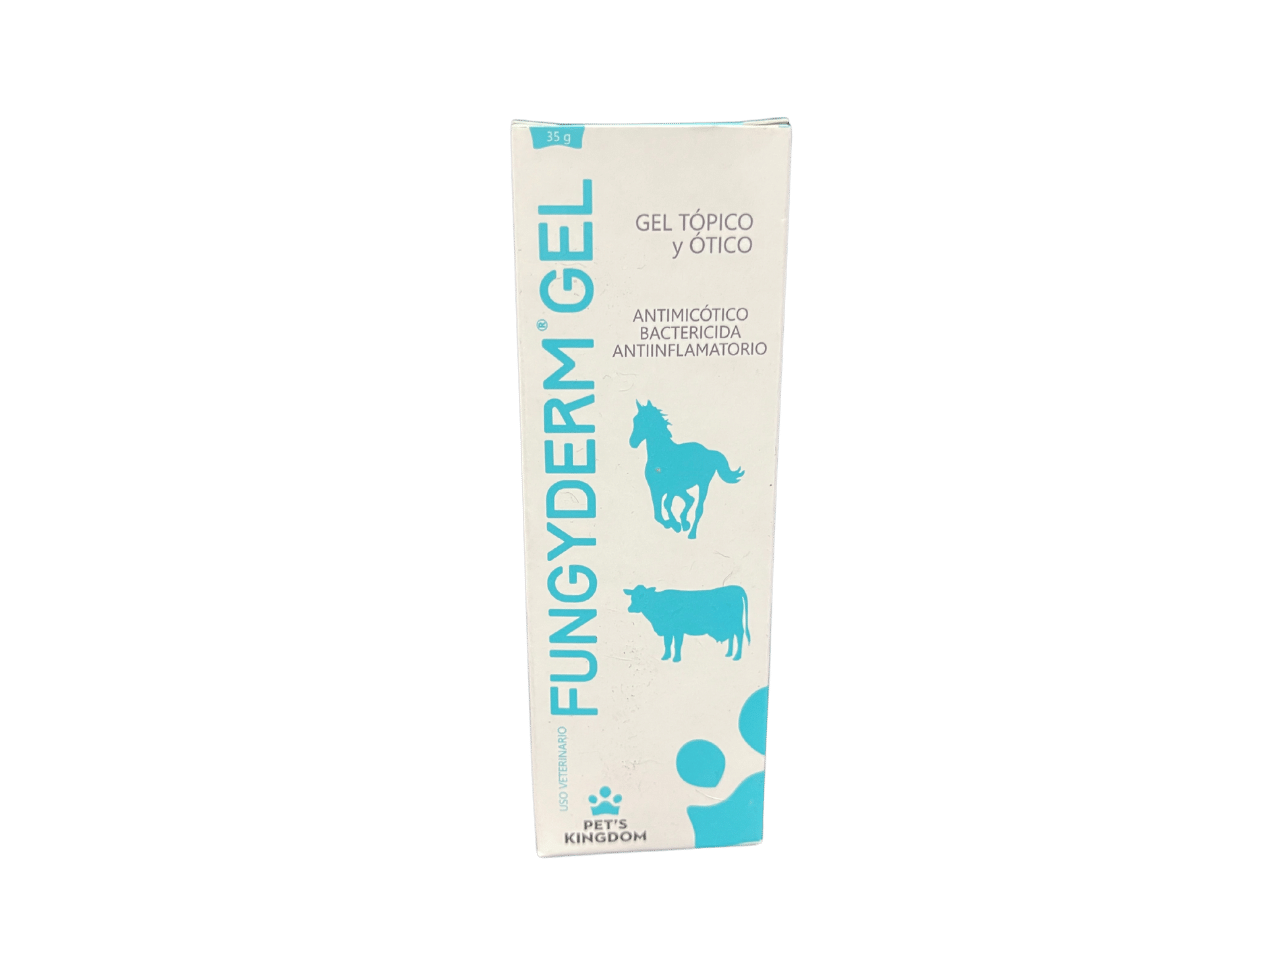 35 g
FUNGYDERM® GEL
GEL TÓPICO
y ÓTICO
ANTIMICÓTICO
BACTERICIDA
ANTIINFLAMATORIO
USO VETERINARIO
PET'S
KINGDOM